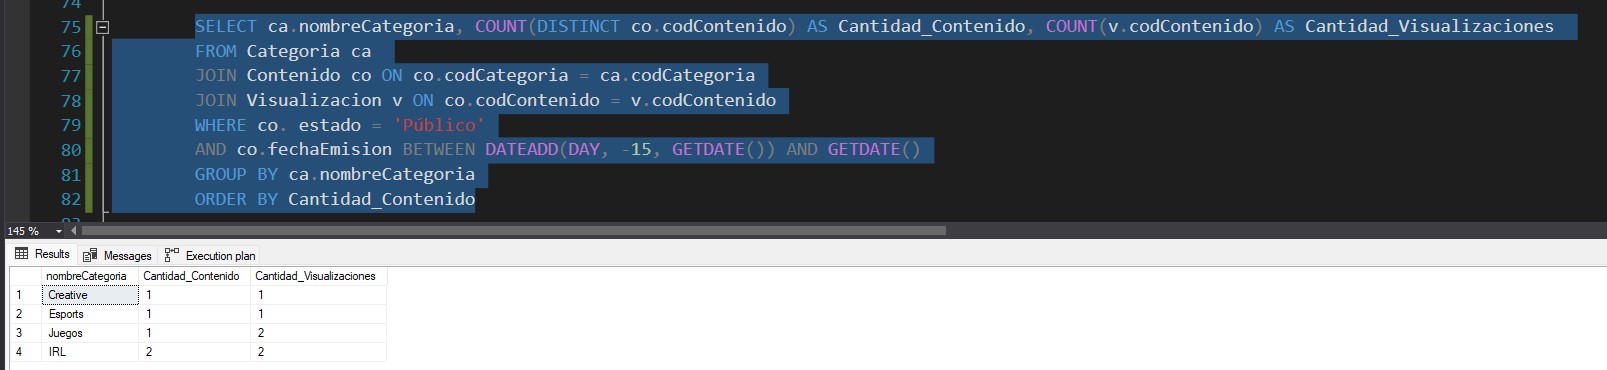 74
75 SELECT ca.nombreCategoria, COUNT(DISTINCT co.codContenido) AS Cantidad_Contenido, COUNT(v.codContenido) AS Cantidad_Visualizaciones
76 FROM Categoria ca
77 JOIN Contenido co ON co.codCategoria = ca.codCategoria
78 JOIN Visualizacion v ON co.codContenido = v.codContenido
79 WHERE co. estado = 'Público'
80 AND co.fechaEmision BETWEEN DATEADD(DAY, -15, GETDATE()) AND GETDATE()
81 GROUP BY ca.nombreCategoria
82 ORDER BY Cantidad_Contenido
83
145 %
Results Messages Execution plan
nombreCategoria Cantidad_Contenido Cantidad_Visualizaciones
1 Creative 1 1
2 Esports 1 1
3 Juegos 1 2
4 IRL 2 2